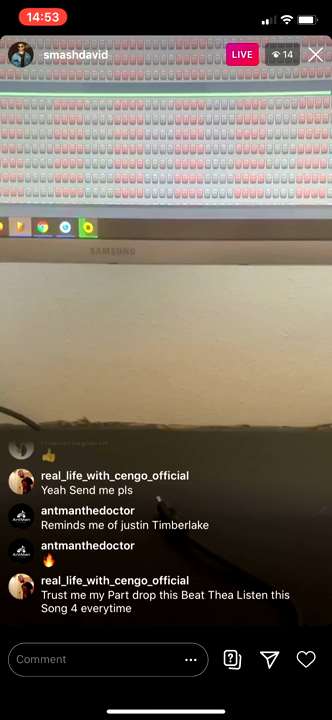 14:53
smashdavid
LIVE
14
SAMSUNG
real_life_with_cengo_official
Yeah Send me pls
antmanthedoctor
Reminds me of justin Timberlake
antmanthedoctor
real_life_with_cengo_official
Trust me my Part drop this Beat Thea Listen this
Song 4 everytime
Comment